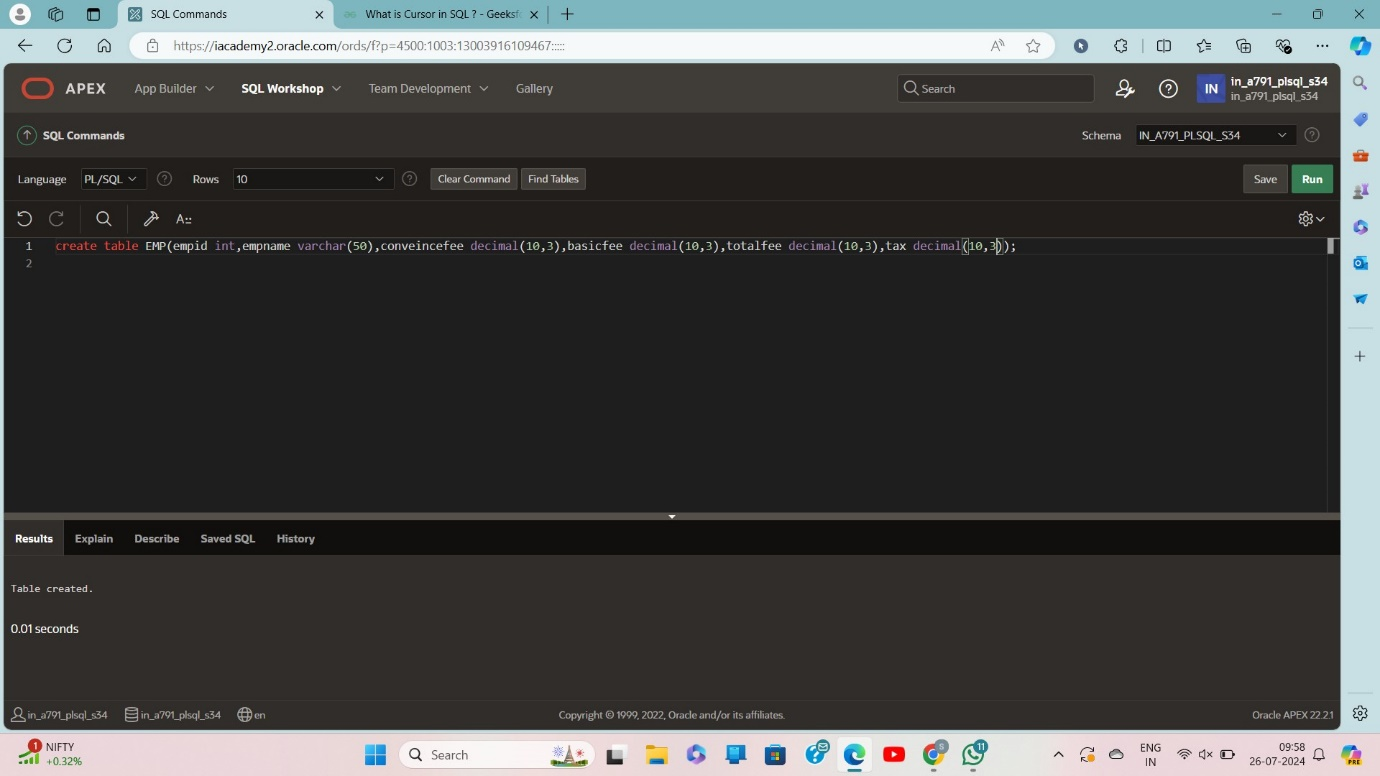 SQL Commands
What is Cursor in SQL ? - Geeksf
https://iacademy2.oracle.com/ords/f?p=4500:1003:13003916109467:::::
APEX App Builder SQL Workshop Team Development Gallery Search IN in_a791_plsql_s34
in_a791_plsql_s34
SQL Commands Schema IN_A791_PLSQL_S34
Language PL/SQL Rows 10 Clear Command Find Tables Save Run
1 create table EMP(empid int,empname varchar(50),conveincefee decimal(10,3),basicfee decimal(10,3),totalfee decimal(10,3),tax decimal(10,3));
2
Results Explain Describe Saved SQL History
Table created.
0.01 seconds
in_a791_plsql_s34 in_a791_plsql_s34 en Copyright © 1999, 2022, Oracle and/or its affiliates. Oracle APEX 22.2.1
1 NIFTY
+0.32%
Search
S
11
ENG
IN
09:58
26-07-2024
PRE